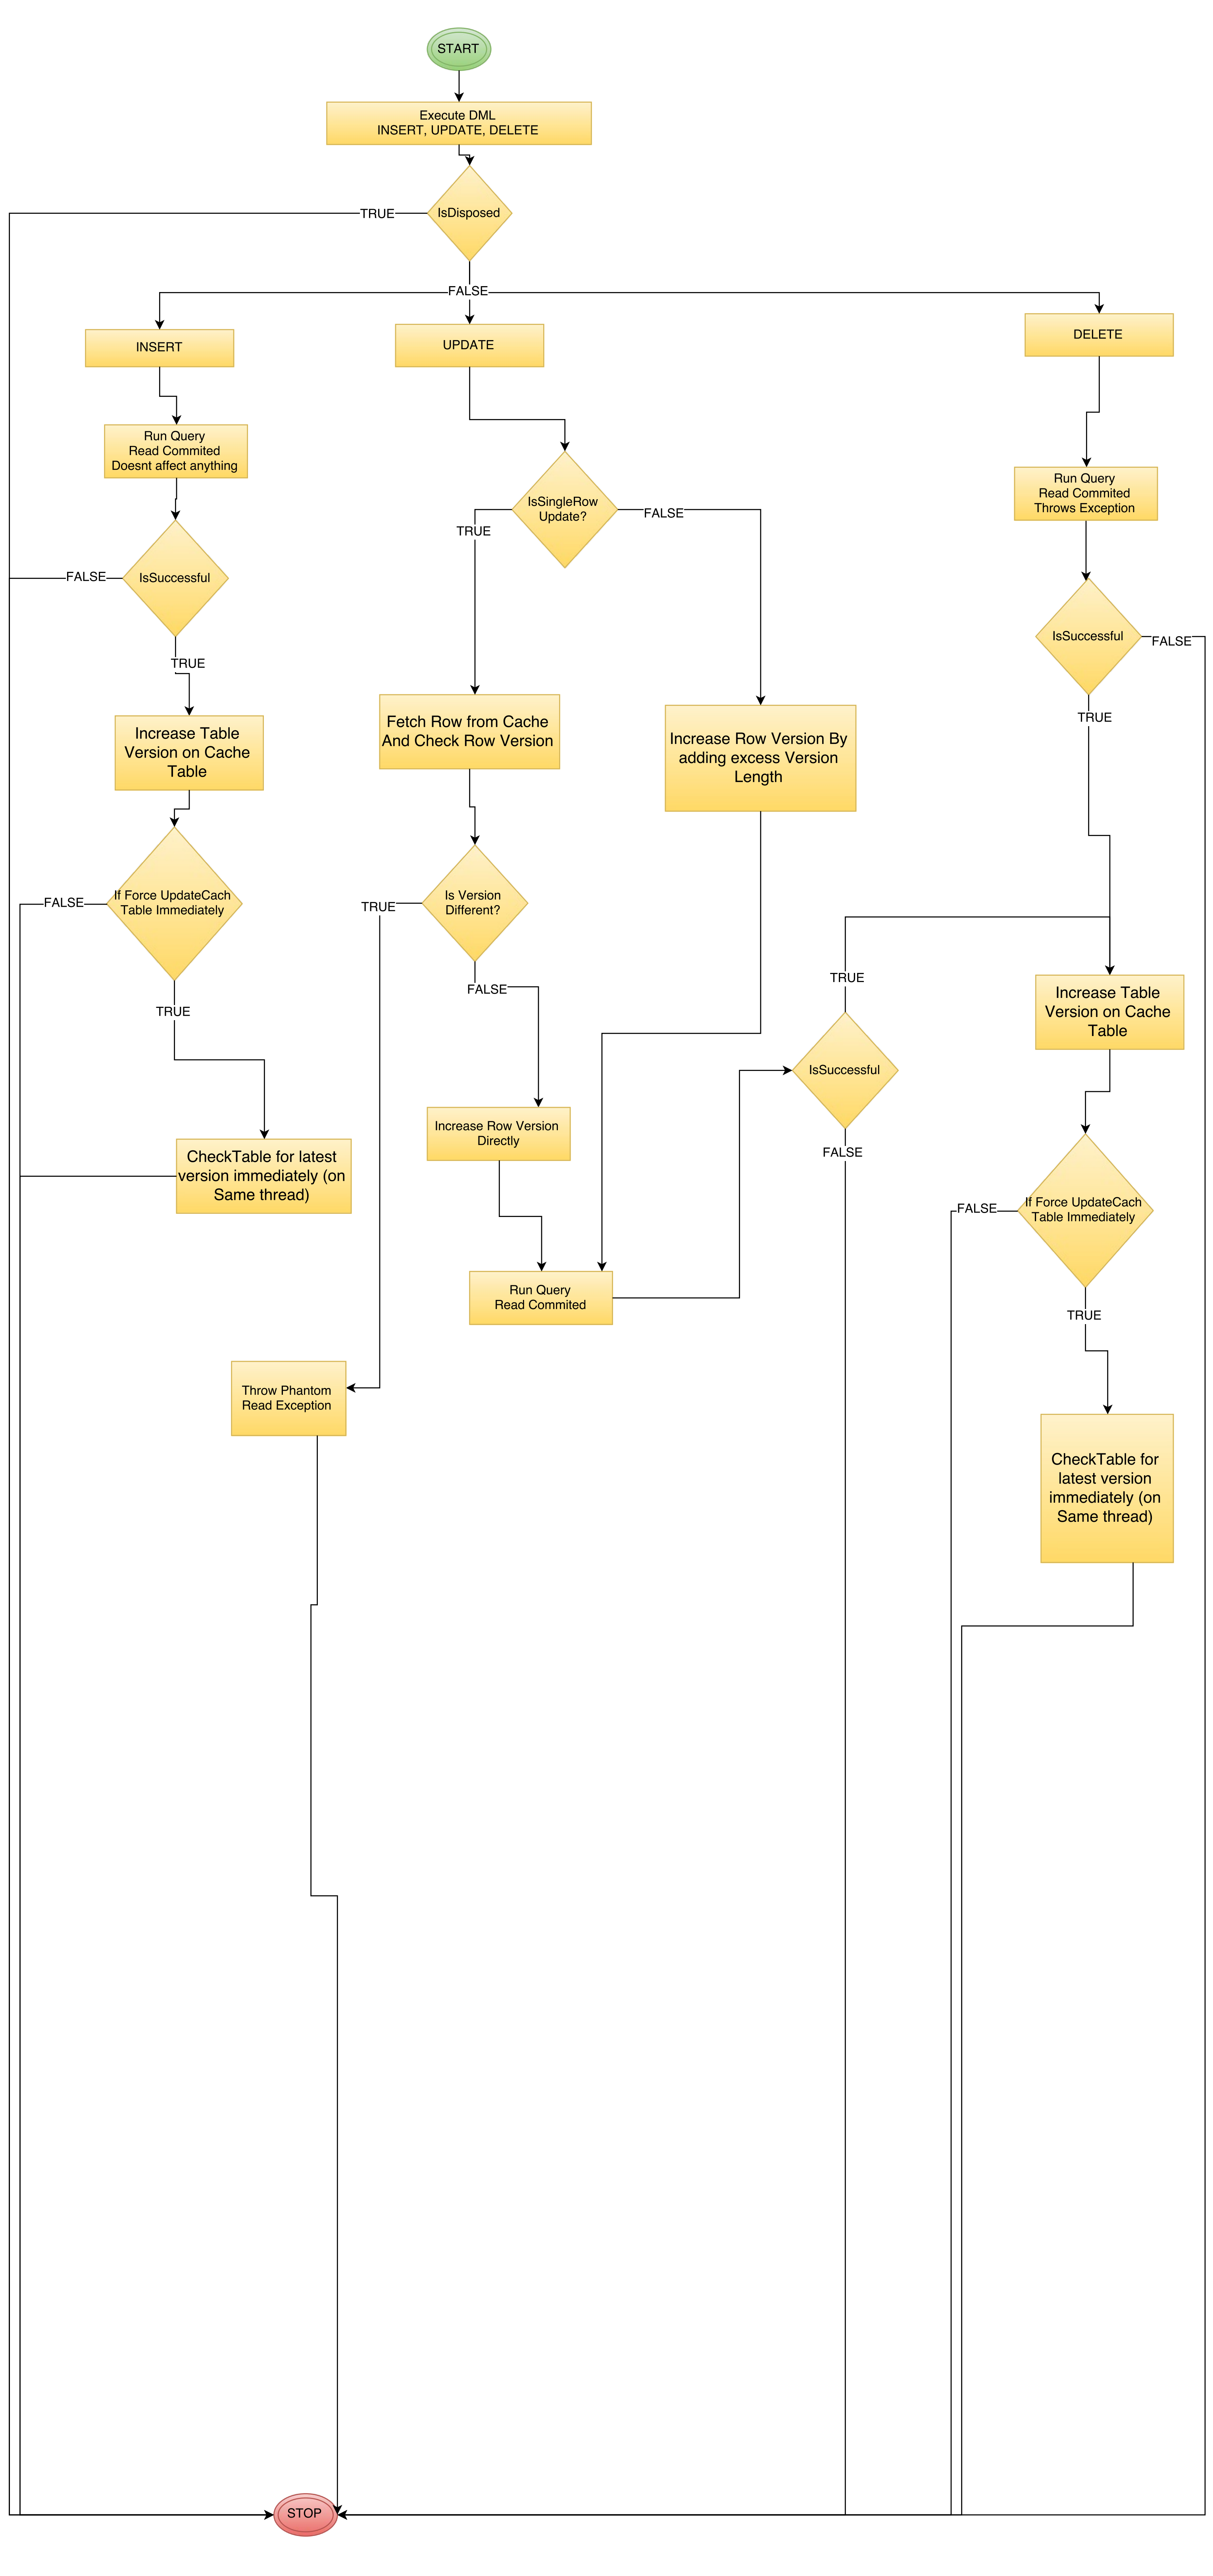 START
Execute DML
INSERT, UPDATE, DELETE
IsDisposed
TRUE
FALSE
INSERT
UPDATE
DELETE
Run Query
Read Commited
Doesnt affect anything
IsSingleRow
Update?
TRUE
FALSE
Run Query
Read Commited
Throws Exception
IsSuccessful
FALSE
TRUE
IsSuccessful
FALSE
TRUE
Increase Table
Version on Cache
Table
Fetch Row from Cache
And Check Row Version
Increase Row Version By
adding excess Version
Length
If Force UpdateCach
Table Immediately
FALSE
TRUE
Is Version
Different?
TRUE
FALSE
TRUE
IsSuccessful
FALSE
Increase Table
Version on Cache
Table
CheckTable for latest
version immediately (on
Same thread)
Increase Row Version
Directly
If Force UpdateCach
Table Immediately
FALSE
TRUE
Run Query
Read Commited
Throw Phantom
Read Exception
CheckTable for
latest version
immediately (on
Same thread)
STOP